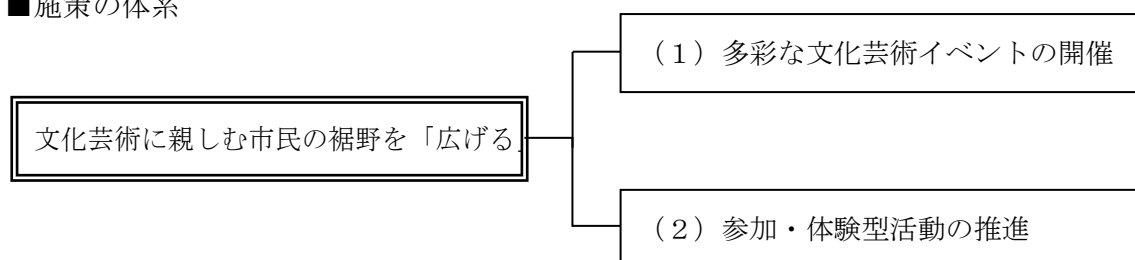 ■施策の体系
（１）多彩な文化芸術イベントの開催
文化芸術に親しむ市民の裾野を「広げる」
（２）参加・体験型活動の推進